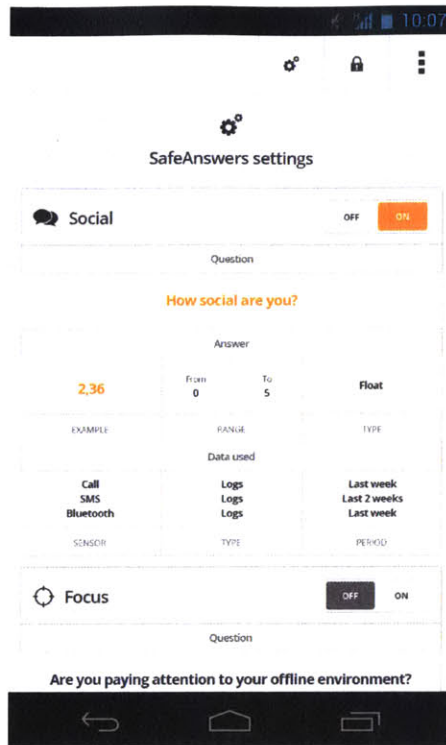 10:07
SafeAnswers settings
Social OFF ON
Question
How social are you?
Answer
2,36 From 0 To 5 Float
EXAMPLE RANGE TYPE
Data used
Call Logs Last week
SMS Logs Last 2 weeks
Bluetooth Logs Last week
SENSOR TYPE PERIOD
Focus OFF ON
Question
Are you paying attention to your offline environment?